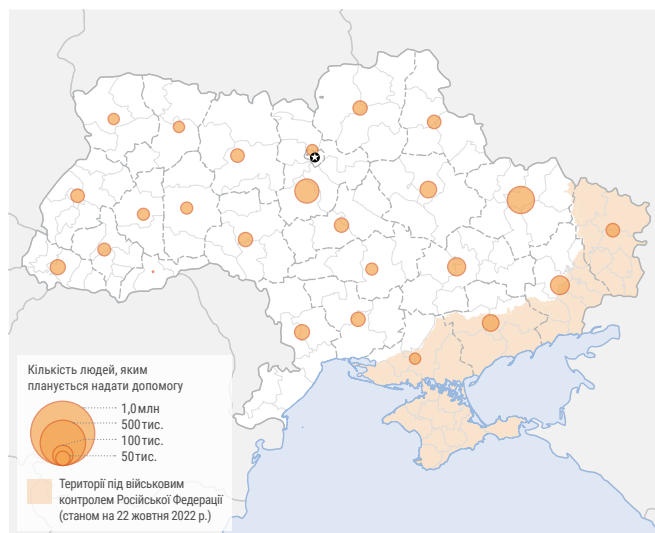 Кількість людей, яким
планується надати допомогу
1,0 млн
500 тис.
100 тис.
50 тис.
Території під військовим
контролем Російської Федерації
(станом на 22 жовтня 2022 р.)